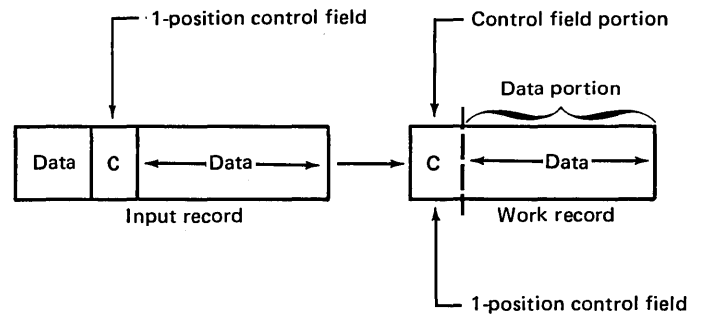 1-position control field
Control field portion
Data portion
Data
C
Data
C
Data
Input record
Work record
1-position control field